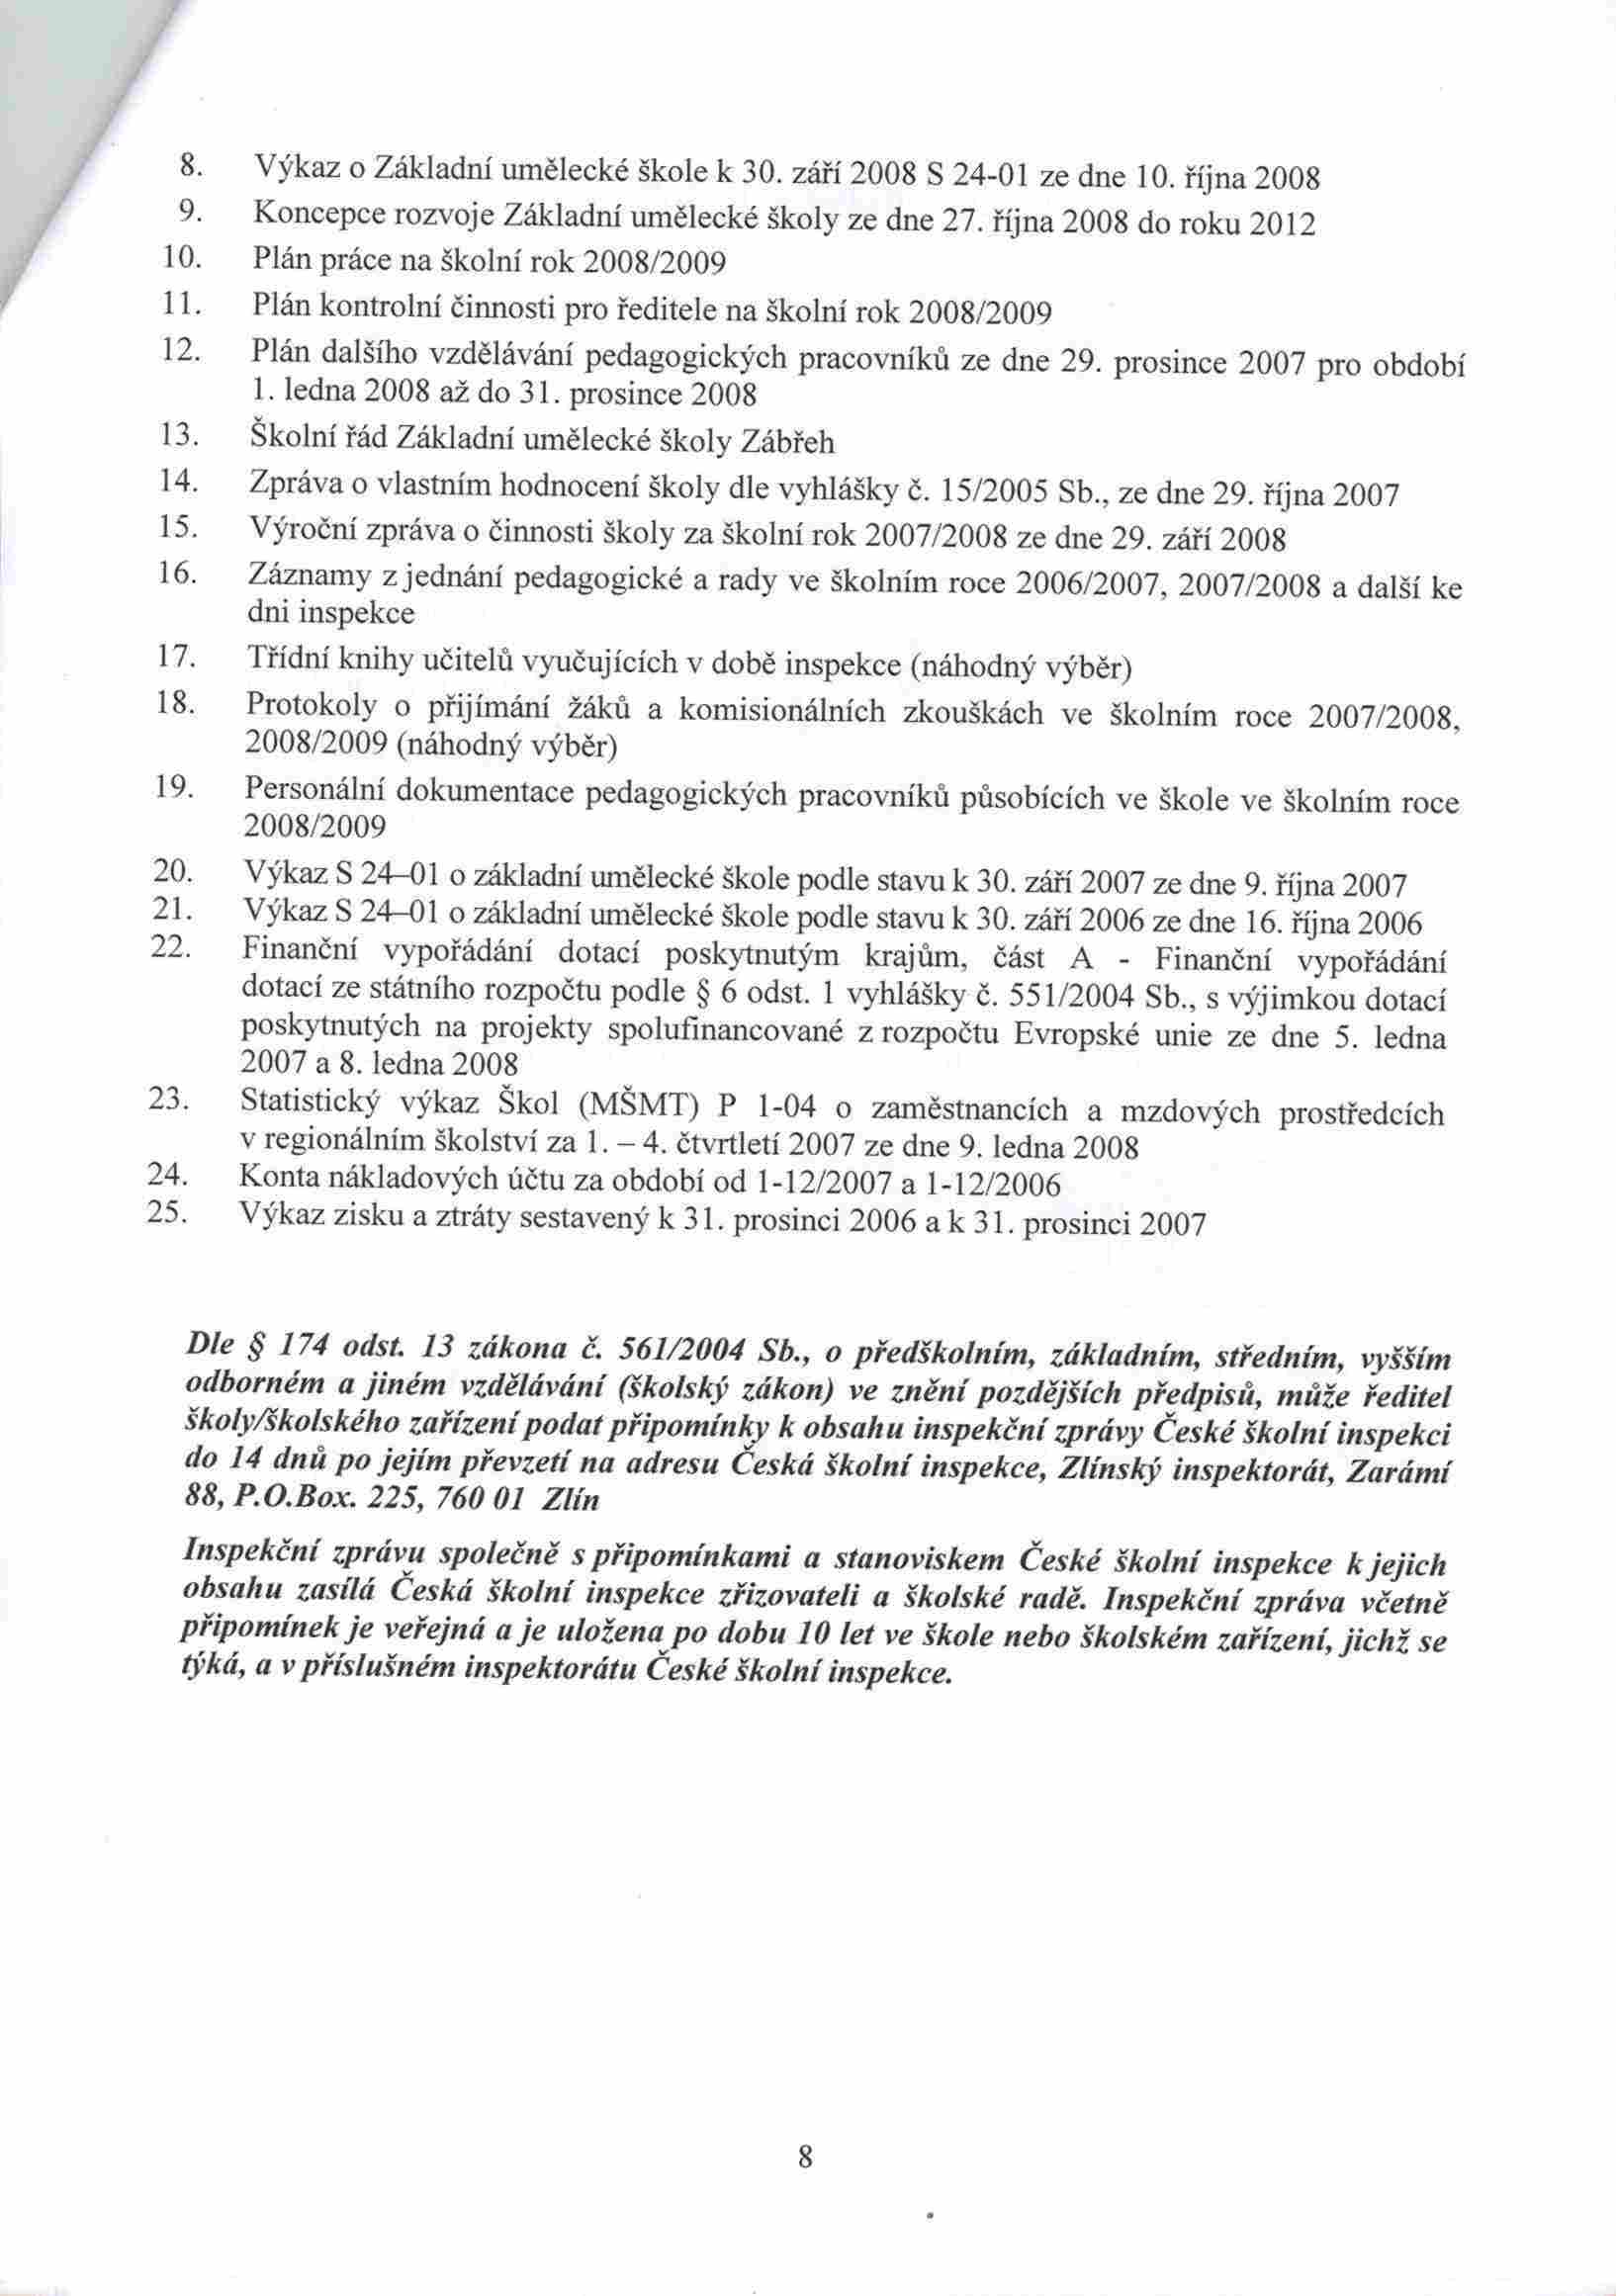 8. Výkaz o Základní umělecké škole k 30. září 2008 S 24-01 ze dne 10. října 2008
9. Koncepce rozvoje Základní umělecké školy ze dne 27. října 2008 do roku 2012
10. Plán práce na školní rok 2008/2009
11. Plán kontrolní činnosti pro ředitele na školní rok 2008/2009
12. Plán dalšího vzdělávání pedagogických pracovníků ze dne 29. prosince 2007 pro období
1. ledna 2008 až do 31. prosince 2008
13. Školní řád Základní umělecké školy Zábřeh
14. Zpráva o vlastním hodnocení školy dle vyhlášky č. 15/2005 Sb., ze dne 29. října 2007
15. Výroční zpráva o činnosti školy za školní rok 2007/2008 ze dne 29. září 2008
16. Záznamy z jednání pedagogické a rady ve školním roce 2006/2007, 2007/2008 a další ke
dni inspekce
17. Třídní knihy učitelů vyučujících v době inspekce (náhodný výběr)
18. Protokoly o přijímání žáků a komisionálních zkouškách ve školním roce 2007/2008,
2008/2009 (náhodný výběr)
19. Personální dokumentace pedagogických pracovníků působících ve škole ve školním roce
2008/2009
20. Výkaz S 24–01 o základní umělecké škole podle stavu k 30. září 2007 ze dne 9. října 2007
21. Výkaz S 24–01 o základní umělecké škole podle stavu k 30. září 2006 ze dne 16. října 2006
22. Finanční vypořádání dotací poskytnutým krajům, část A - Finanční vypořádání
dotací ze státního rozpočtu podle § 6 odst. 1 vyhlášky č. 551/2004 Sb., s výjimkou dotací
poskytnutých na projekty spolufinancované z rozpočtu Evropské unie ze dne 5. ledna
2007 a 8. ledna 2008
23. Statistický výkaz Škol (MŠMT) P 1-04 o zaměstnancích a mzdových prostředcích
v regionálním školství za 1. – 4. čtvrtletí 2007 ze dne 9. ledna 2008
24. Konta nákladových účtu za období od 1-12/2007 a 1-12/2006
25. Výkaz zisku a ztráty sestavený k 31. prosinci 2006 a k 31. prosinci 2007
Dle § 174 odst. 13 zákona č. 561/2004 Sb., o předškolním, základním, středním, vyšším
odborném a jiném vzdělávání (školský zákon) ve znění pozdějších předpisů, může ředitel
školy/školského zařízení podat připomínky k obsahu inspekční zprávy České školní inspekci
do 14 dnů po jejím převzetí na adresu Česká školní inspekce, Zlínský inspektorát, Zarámí
88, P.O.Box. 225, 760 01 Zlín
Inspekční zprávu společně s připomínkami a stanoviskem České školní inspekce k jejich
obsahu zasílá Česká školní inspekce zřizovateli a školské radě. Inspekční zpráva včetně
připomínek je veřejná a je uložena po dobu 10 let ve škole nebo školském zařízení, jichž se
týká, a v příslušném inspektorátu České školní inspekce.
8